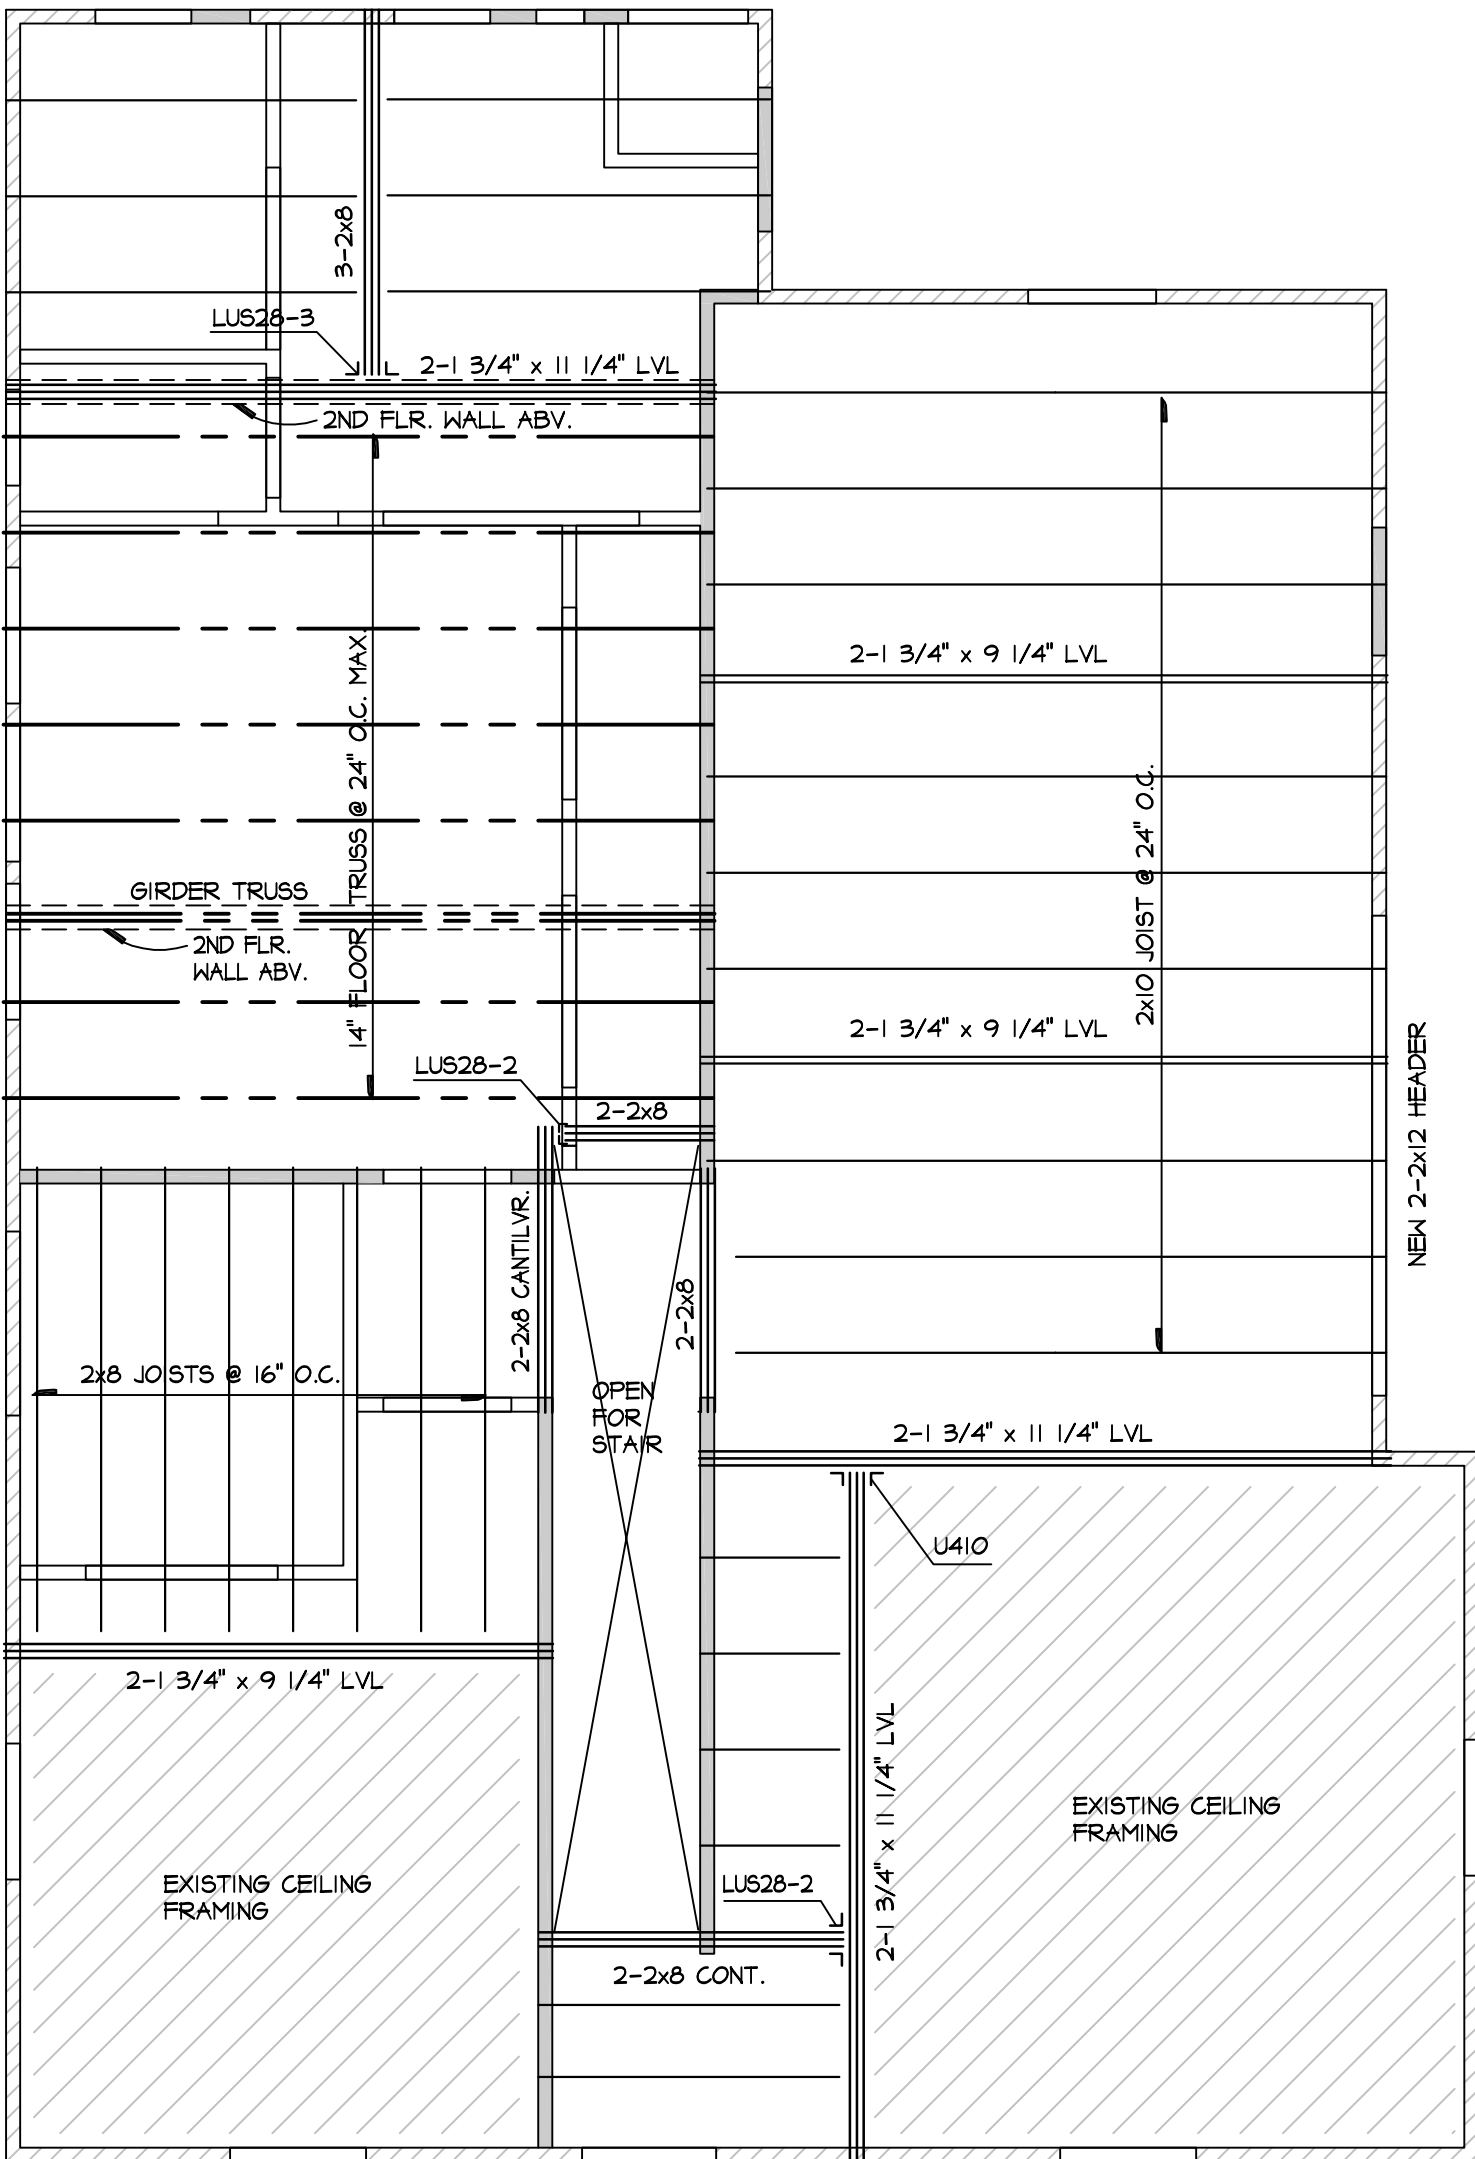 3-2x8
LUS28-3
2-1 3/4" x 11 1/4" LVL
2ND FLR. WALL ABV.
14" FLOOR TRUSS @ 24" O.C. MAX.
2-1 3/4" x 9 1/4" LVL
2x10 JOIST @ 24" O.C.
GIRDER TRUSS
2ND FLR.
WALL ABV.
2-1 3/4" x 9 1/4" LVL
NEW 2-2x12 HEADER
LUS28-2
2-2x8
2-2x8 CANTILVR.
2-2x8
2x8 JOISTS @ 16" O.C.
OPEN
FOR
STAIR
2-1 3/4" x 11 1/4" LVL
U410
2-1 3/4" x 9 1/4" LVL
2-1 3/4" x 11 1/4" LVL
EXISTING CEILING
FRAMING
EXISTING CEILING
FRAMING
LUS28-2
2-2x8 CONT.